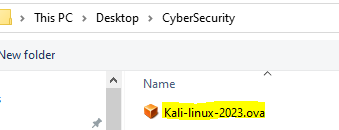 This PC > Desktop > CyberSecurity
New folder
Name
Kali-linux-2023.ova